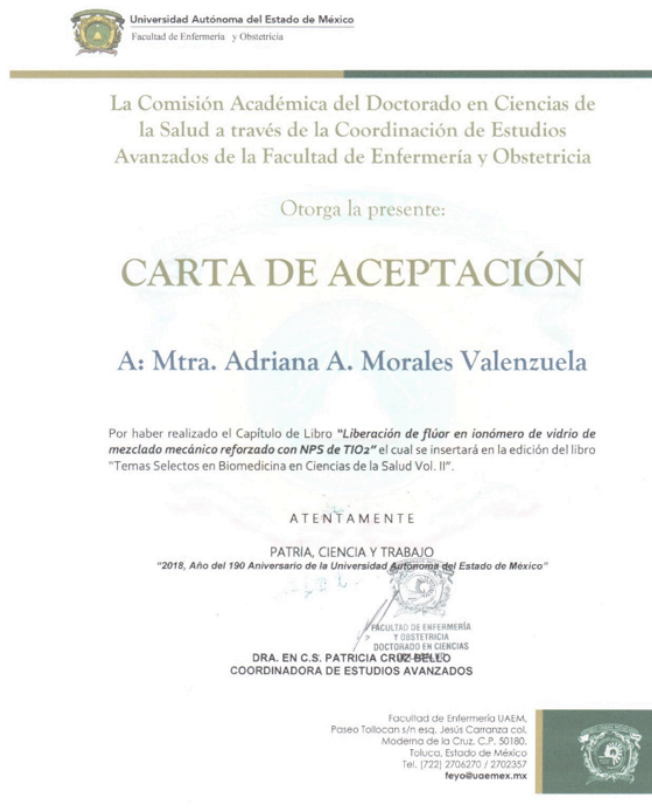 Universidad Autónoma del Estado de México
Facultad de Enfermería y Obstetricia
La Comisión Académica del Doctorado en Ciencias de
la Salud a través de la Coordinación de Estudios
Avanzados de la Facultad de Enfermería y Obstetricia
Otorga la presente:
CARTA DE ACEPTACIÓN
A: Mtra. Adriana A. Morales Valenzuela
Por haber realizado el Capítulo de Libro "Liberación de flúor en ionómero de vidrio de
mezclado mecánico reforzado con NPS de TIO2" el cual se insertará en la edición del libro
"Temas Selectos en Biomedicina en Ciencias de la Salud Vol. II".
ATENTAMENTE
PATRIA, CIENCIA Y TRABAJO
"2018, Año del 190 Aniversario de la Universidad Autónoma del Estado de México"
FACULTAD DE ENFERMERÍA
Y OBSTETRICIA
DOCTORADO EN CIENCIAS
DRA. EN C.S. PATRICIA CRUZ BELLO
COORDINADORA DE ESTUDIOS AVANZADOS
Facultad de Enfermería UAEM,
Paseo Tollocan s/n esq. Jesús Carranza col,
Moderna de la Cruz, C.P. 50180.
Toluca, Estado de México
Tel. (722) 2706270 / 2702357
feyo@uaemex.mx